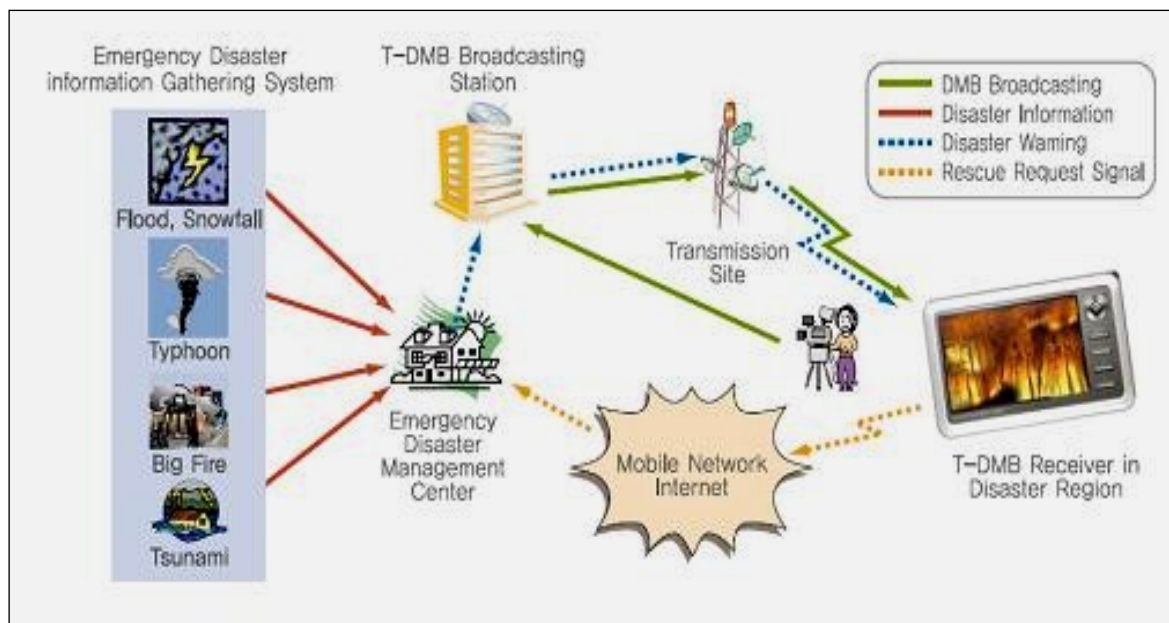 Emergency Disaster
information Gathering System
Flood, Snowfall
Typhoon
Big Fire
Tsunami
T-DMB Broadcasting
Station
Emergency
Disaster
Management
Center
Transmission
Site
Mobile Network
Internet
T-DMB Receiver in
Disaster Region
DMB Broadcasting
Disaster Information
Disaster Waming
Rescue Request Signal